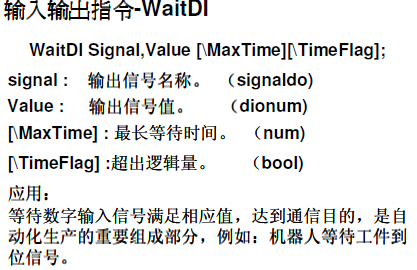 输入输出指令-WaitDI
WaitDI Signal,Value [\MaxTime][\TimeFlag];
signal： 输出信号名称。 （signaldo)
Value： 输出信号值。 （dionum)
[\MaxTime]：最长等待时间。 （num)
[\TimeFlag]:超出逻辑量。 （bool)
应用：
等待数字输入信号满足相应值，达到通信目的，是自
动化生产的重要组成部分，例如：机器人等待工件到
位信号。